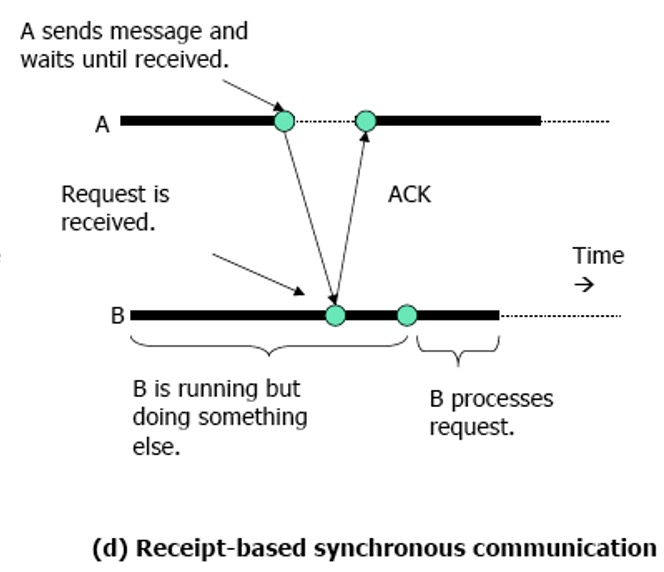 A sends message and
waits until received.
A
Request is
received.
ACK
Time
→
B
B is running but
doing something
else.
B processes
request.
(d) Receipt-based synchronous communication